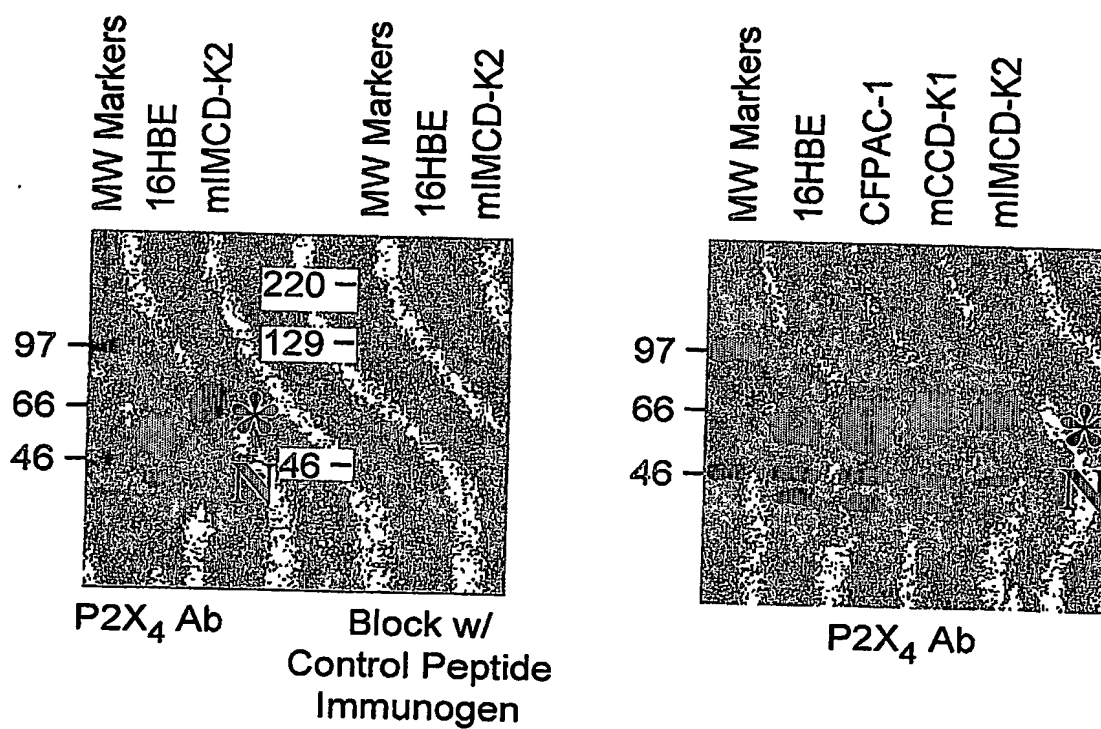 MW Markers
16HBE
mIMCD-K2
MW Markers
16HBE
mIMCD-K2
97
66
46
220
129
46
*
N
P2X4 Ab
Block w/
Control Peptide
Immunogen
MW Markers
16HBE
CFPAC-1
mCCD-K1
mIMCD-K2
97
66
46
*
N
P2X4 Ab